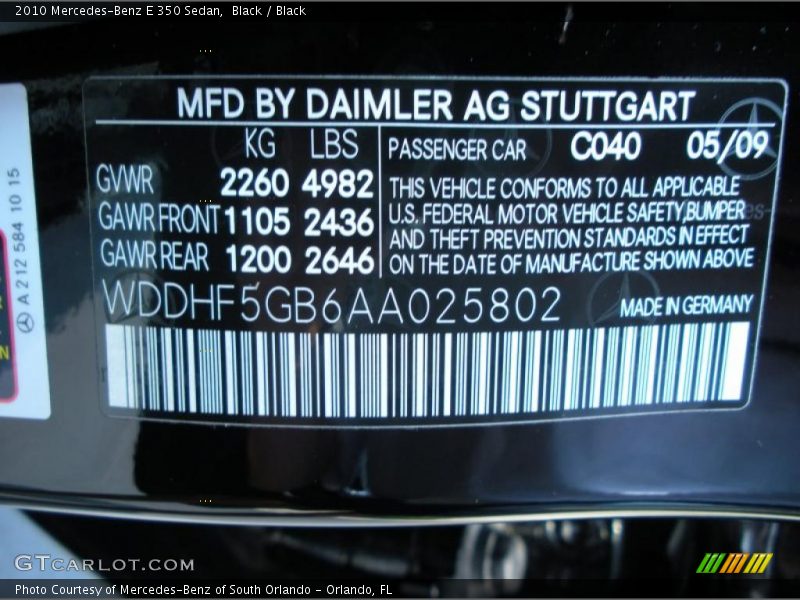 2010 Mercedes-Benz E 350 Sedan, Black / Black
MFD BY DAIMLER AG STUTTGART
KG LBS
GVWR 2260 4982
GAWR FRONT 1105 2436
GAWR REAR 1200 2646
PASSENGER CAR C040 05/09
THIS VEHICLE CONFORMS TO ALL APPLICABLE
U.S. FEDERAL MOTOR VEHICLE SAFETY, BUMPER
AND THEFT PREVENTION STANDARDS IN EFFECT
ON THE DATE OF MANUFACTURE SHOWN ABOVE
WDDHF5GB6AA025802
MADE IN GERMANY
A 212 584 10 15
N
GTCARLOT.COM
Photo Courtesy of Mercedes-Benz of South Orlando - Orlando, FL